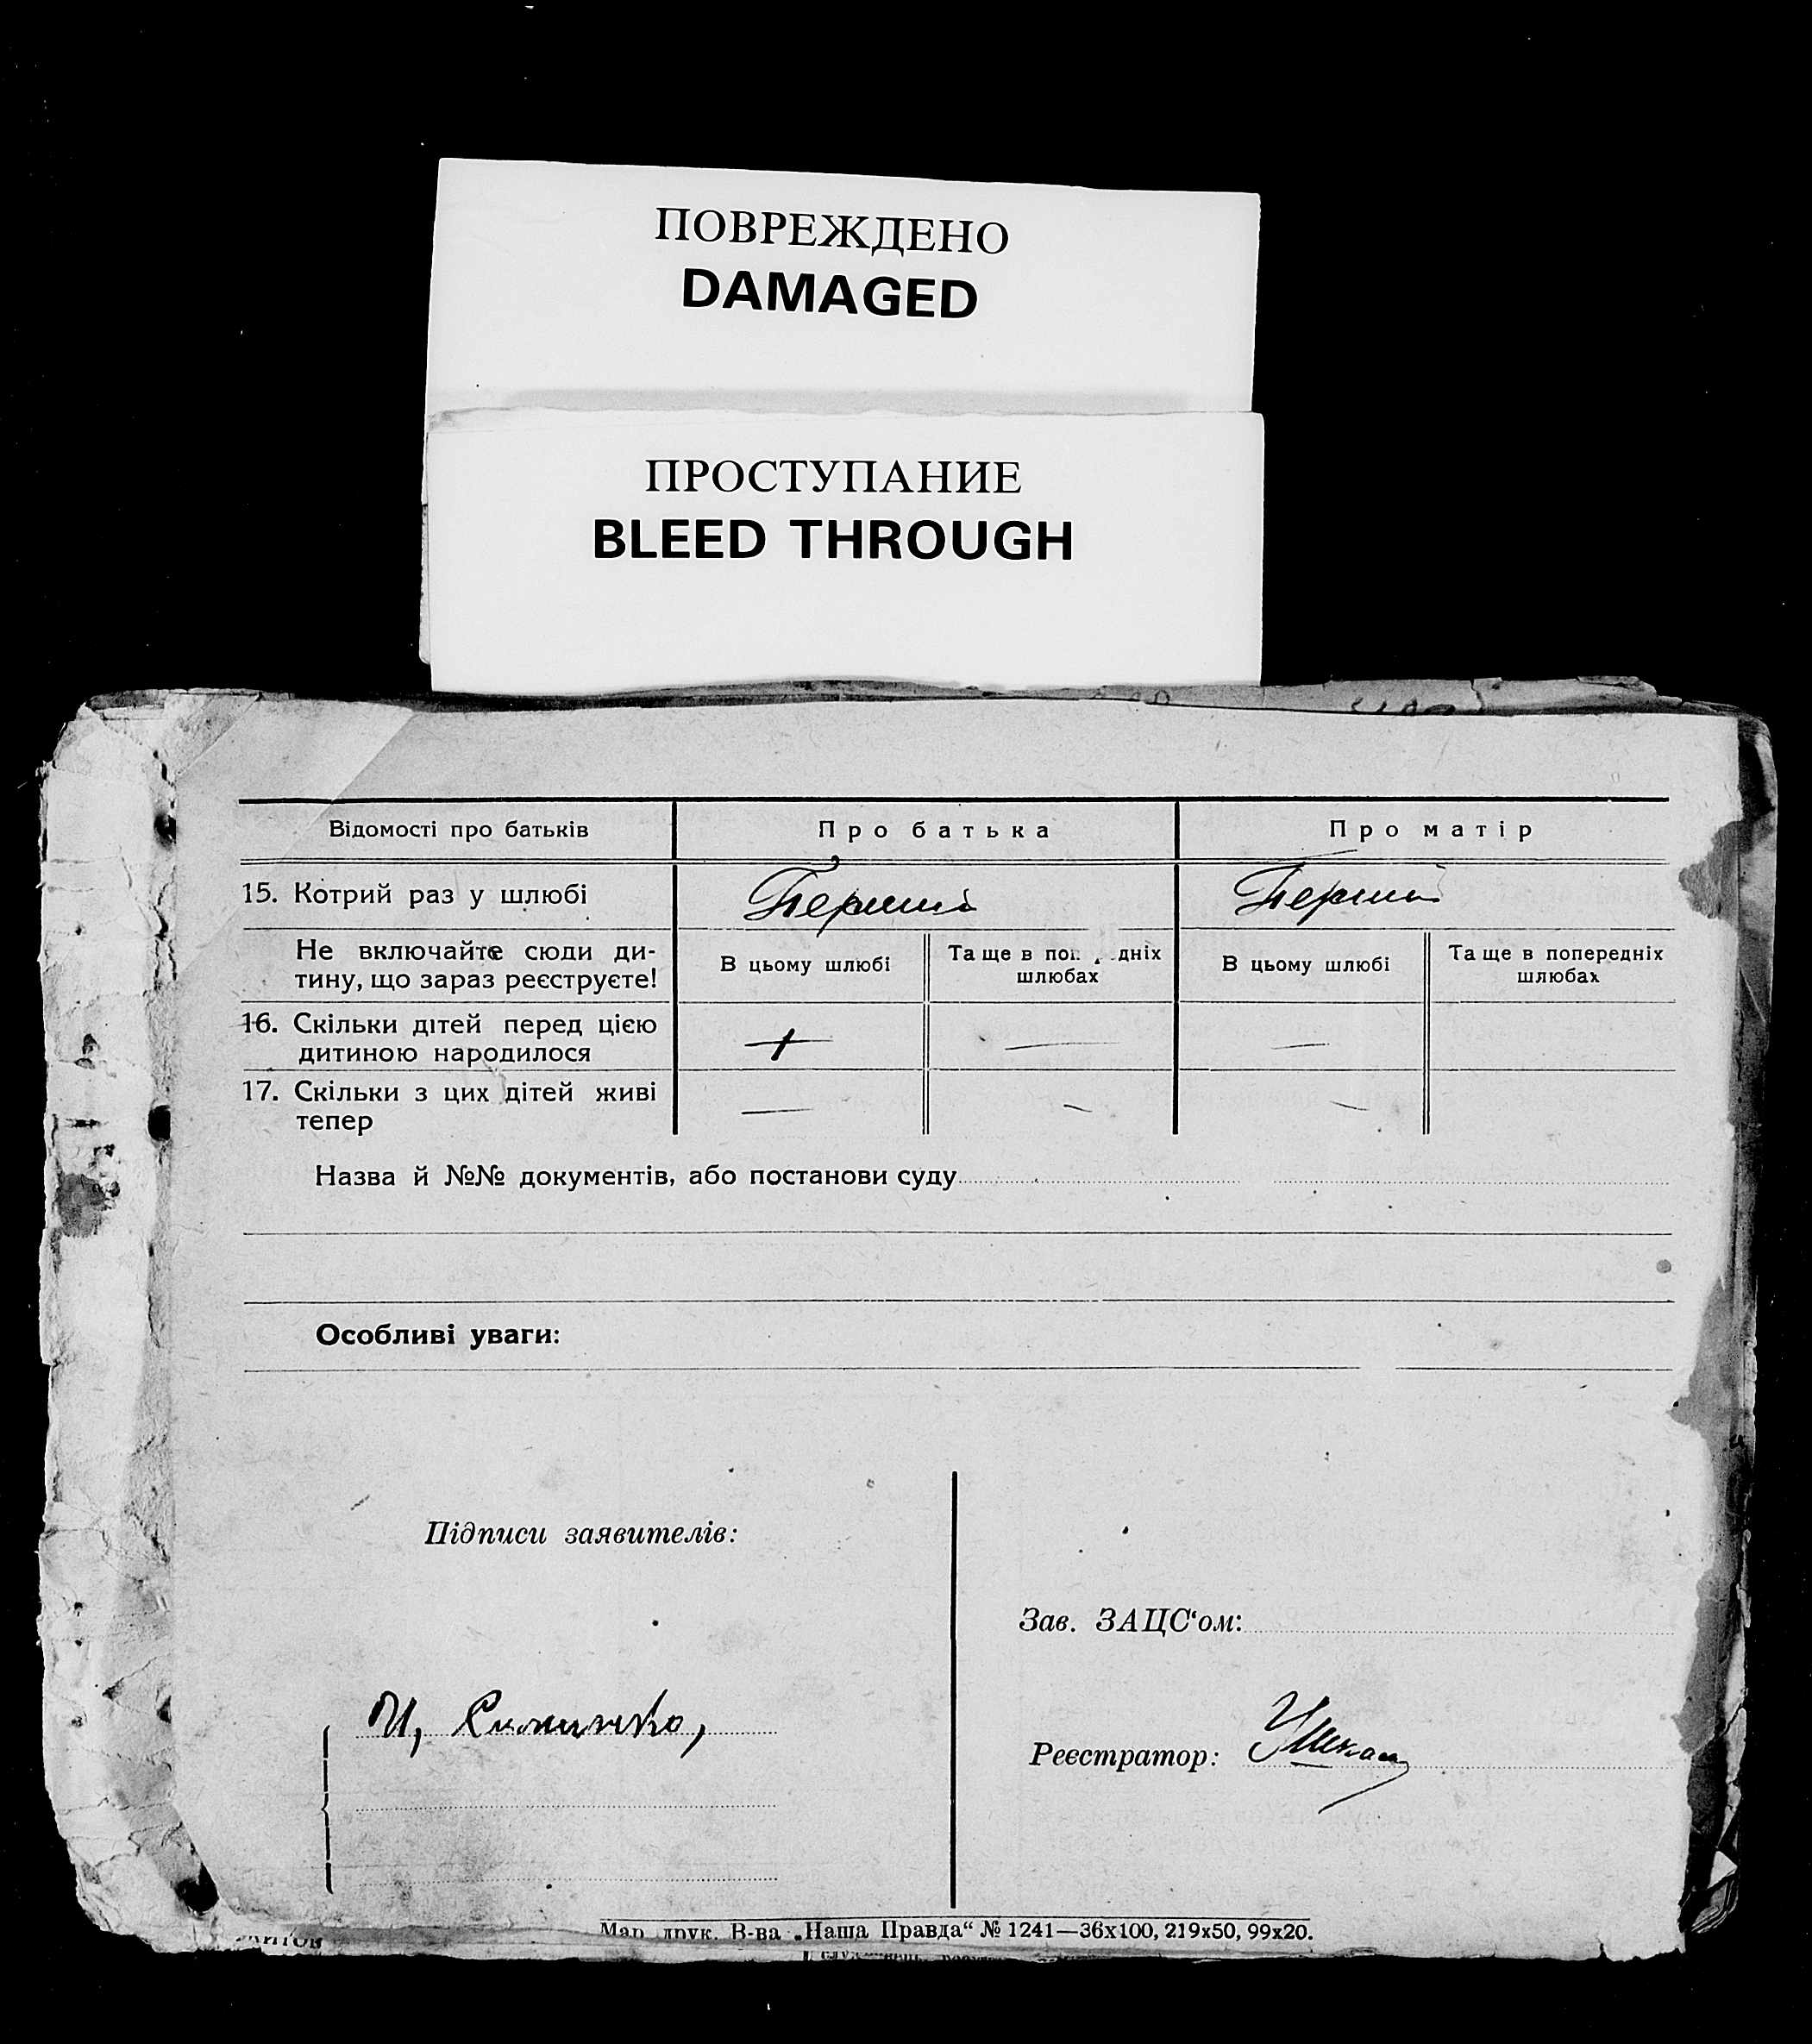 ПОВРЕЖДЕНО
DAMAGED
ПРОСТУПАНИЕ
BLEED THROUGH
Відомості про батьків
Про батька
Про матір
15. Котрий раз у шлюбі
Перший
Перший
Не включайте сюди ди-
тину, що зараз реєструєте!
В цьому шлюбі
Та ще в поп дніх
шлюбах
В цьому шлюбі
Та ще в попередніх
шлюбах
16. Скільки дітей перед цією
дитиною народилося
+
—
—
17. Скільки з цих дітей живі
тепер
—
—
—
Назва й №№ документів, або постанови суду
Особливі уваги:
Підписи заявителів:
Зав. ЗАЦС‘ом:
И,
Реєстратор:
Мар. друк. В-ва „Наша Правда“ № 1241—36х100, 219х50, 99х20.